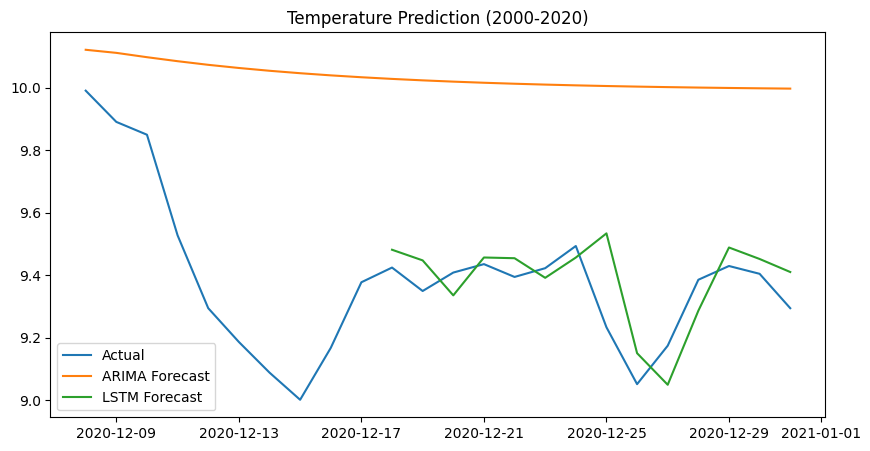 Temperature Prediction (2000-2020)
10.0
9.8
9.6
9.4
9.2
9.0
Actual
ARIMA Forecast
LSTM Forecast
2020-12-09 2020-12-13 2020-12-17 2020-12-21 2020-12-25 2020-12-29 2021-01-01